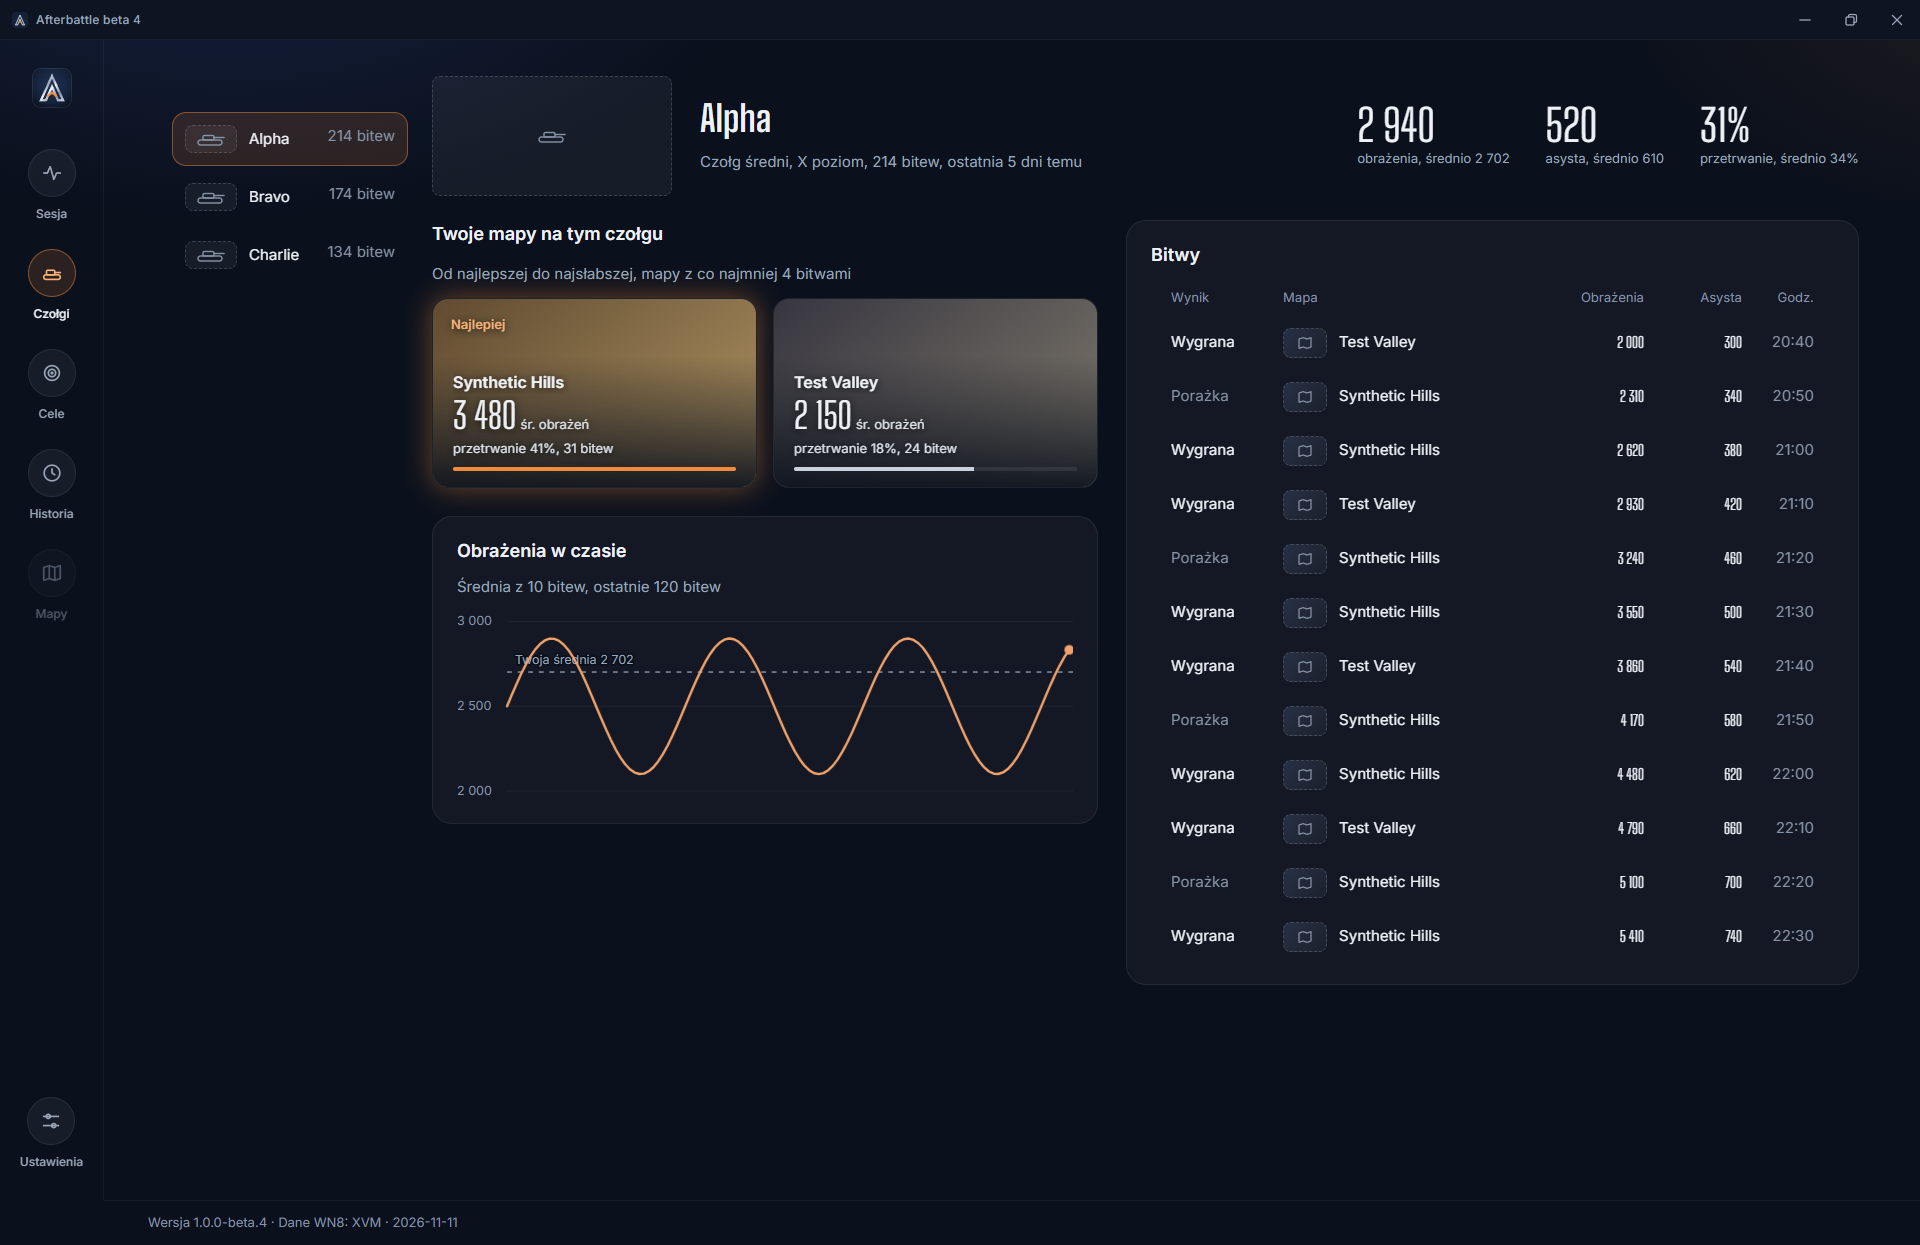 Afterbattle beta 4
Sesja
Czołgi
Cele
Historia
Mapy
Ustawienia
Alpha 214 bitew
Bravo 174 bitew
Charlie 134 bitew
Alpha
Czołg średni, X poziom, 214 bitew, ostatnia 5 dni temu
2 940
obrażenia, średnio 2 702
520
asysta, średnio 610
31%
przetrwanie, średnio 34%
Twoje mapy na tym czołgu
Od najlepszej do najsłabszej, mapy z co najmniej 4 bitwami
Najlepiej
Synthetic Hills
3 480 śr. obrażeń
przetrwanie 41%, 31 bitew
Test Valley
2 150 śr. obrażeń
przetrwanie 18%, 24 bitew
Obrażenia w czasie
Średnia z 10 bitew, ostatnie 120 bitew
3 000
Twoja średnia 2 702
2 500
2 000
Bitwy
Wynik Mapa Obrażenia Asysta Godz.
Wygrana Test Valley 2 000 300 20:40
Porażka Synthetic Hills 2 310 340 20:50
Wygrana Synthetic Hills 2 620 380 21:00
Wygrana Test Valley 2 930 420 21:10
Porażka Synthetic Hills 3 240 460 21:20
Wygrana Synthetic Hills 3 550 500 21:30
Wygrana Test Valley 3 860 540 21:40
Porażka Synthetic Hills 4 170 580 21:50
Wygrana Synthetic Hills 4 480 620 22:00
Wygrana Test Valley 4 790 660 22:10
Porażka Synthetic Hills 5 100 700 22:20
Wygrana Synthetic Hills 5 410 740 22:30
Wersja 1.0.0-beta.4 · Dane WN8: XVM · 2026-11-11